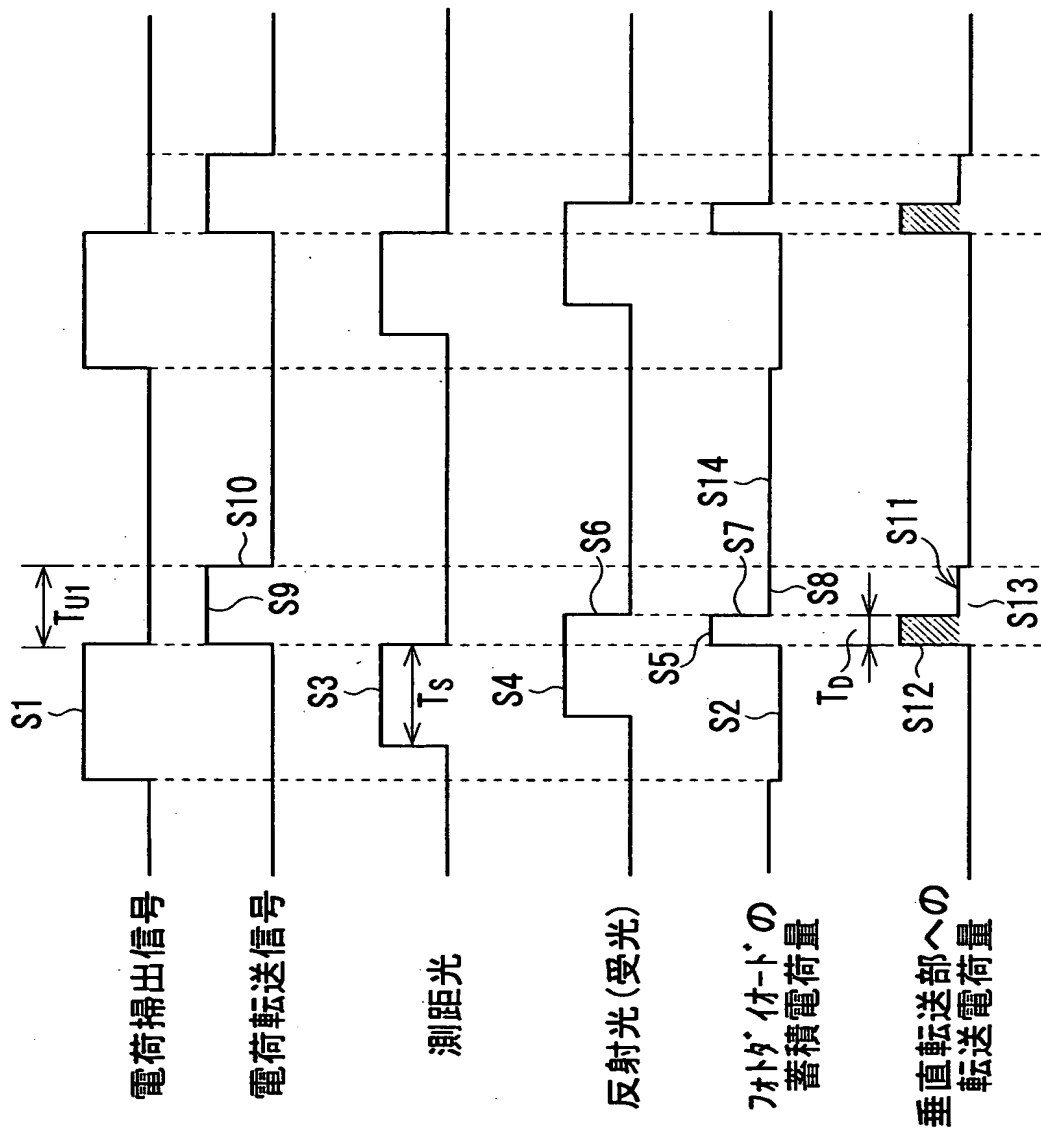 電荷掃出信号
S1
TU1
電荷転送信号
S9
S10
測距光
S3
TS
反射光(受光)
S4
S6
フォトダイオードの
蓄積電荷量
S2
S5
S7
S8
S14
TD
垂直転送部への
転送電荷量
S12
S11
S13